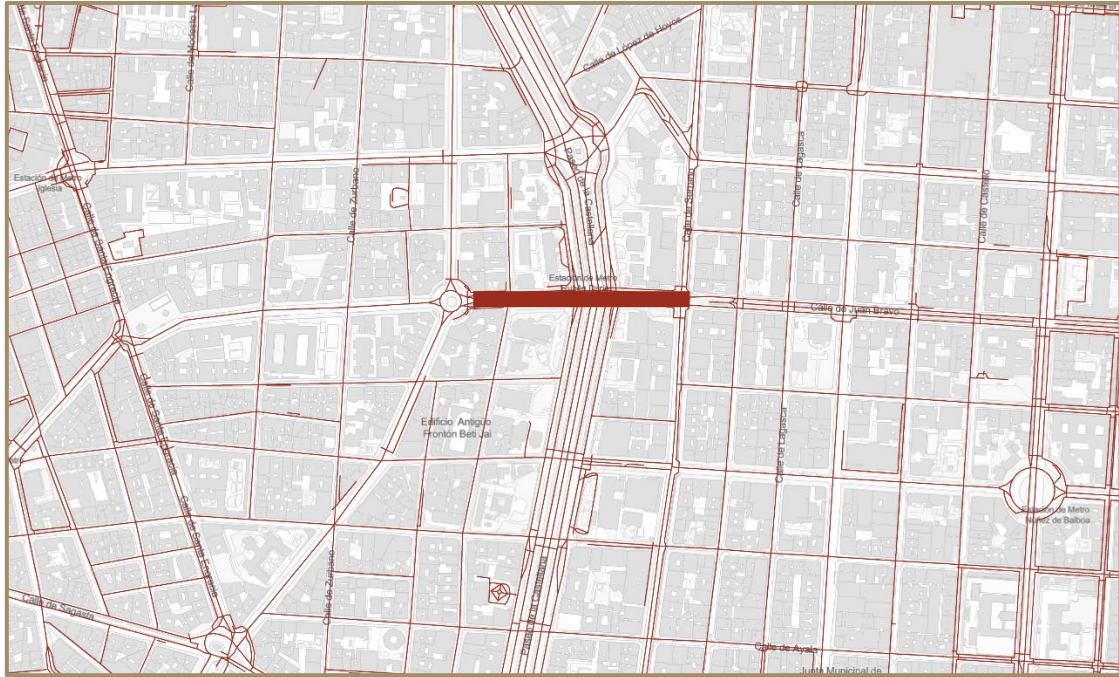 Calle de López de Hoyos
Paseo de la Castellana
Estación de Metro
Iglesia
Calle de Zurbano
Calle de Serrano
Calle de Lagasca
Calle de Castelló
Calle de Santa Engracia
Estación de Metro
Calle de Juan Bravo
Calle de Santa Engracia
Edificio Antiguo
Frontón Beti Jai
Calle de Lagasca
Calle de Santa Engracia
Estación de Metro
Núñez de Balboa
Calle de Zurbano
Paseo de la Castellana
Calle de Sagasta
Calle de Ayala
Junta Municipal de